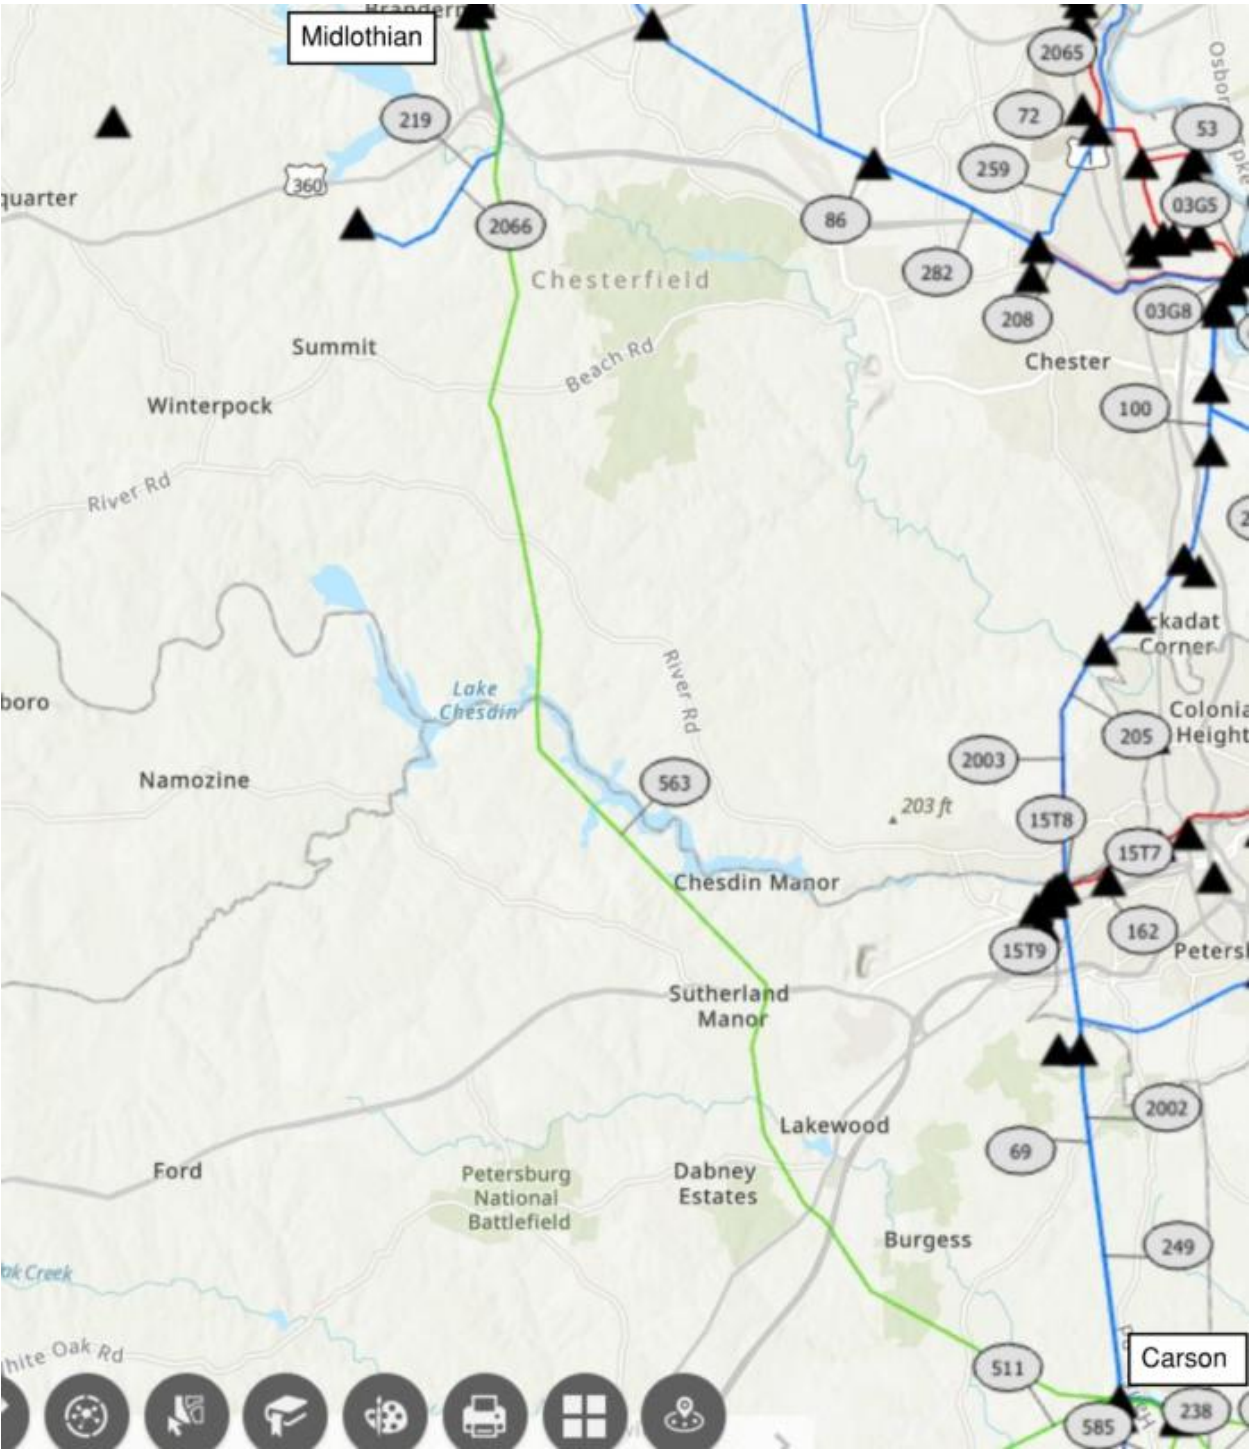 Midlothian
2065
72
53
219
259
360
quarter
86
03G5
2066
282
Chesterfield
208
03G8
Summit
Beach Rd
Chester
Winterpock
100
River Rd
Corner
River Rd
Lake
Chesdin
boro
Colonia
Height
205
2003
Namozine
563
203 ft
15T8
15T7
Chesdin Manor
162
15T9
Petersb
Sutherland
Manor
2002
Lakewood
69
Ford
Petersburg
National
Battlefield
Dabney
Estates
Burgess
249
ak Creek
hite Oak Rd
Carson
511
238
585